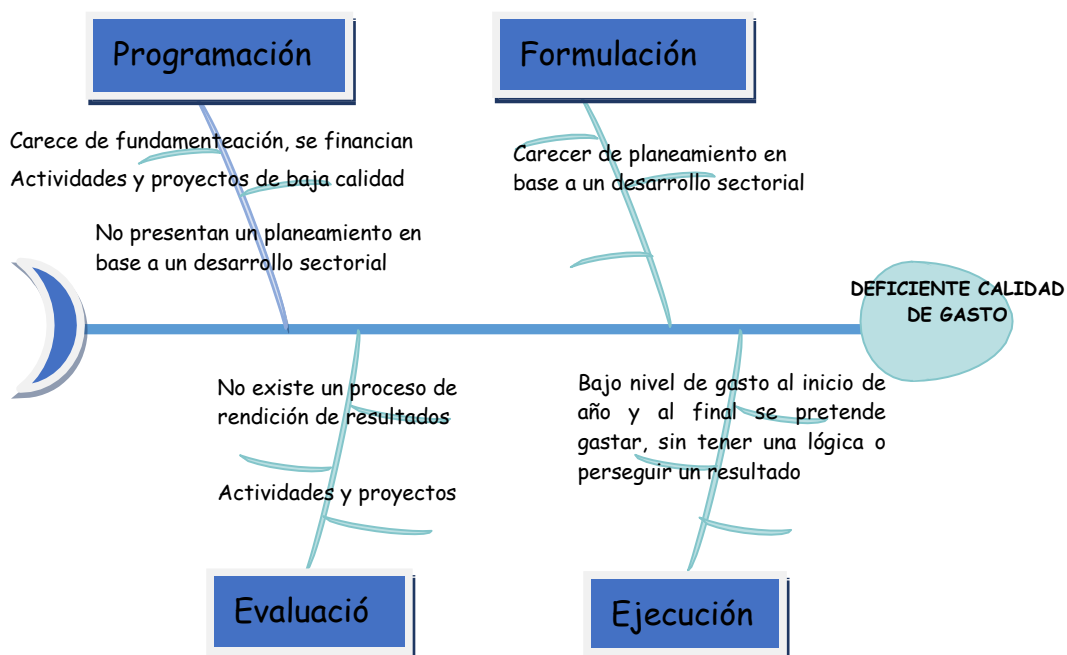 Programación
Formulación
Carece de fundamenteación, se financian
Actividades y proyectos de baja calidad
No presentan un planeamiento en
base a un desarrollo sectorial
Carecer de planeamiento en
base a un desarrollo sectorial
DEFICIENTE CALIDAD
DE GASTO
No existe un proceso de
rendición de resultados
Actividades y proyectos
Bajo nivel de gasto al inicio de
año y al final se pretende
gastar, sin tener una lógica o
perseguir un resultado
Evaluació
Ejecución